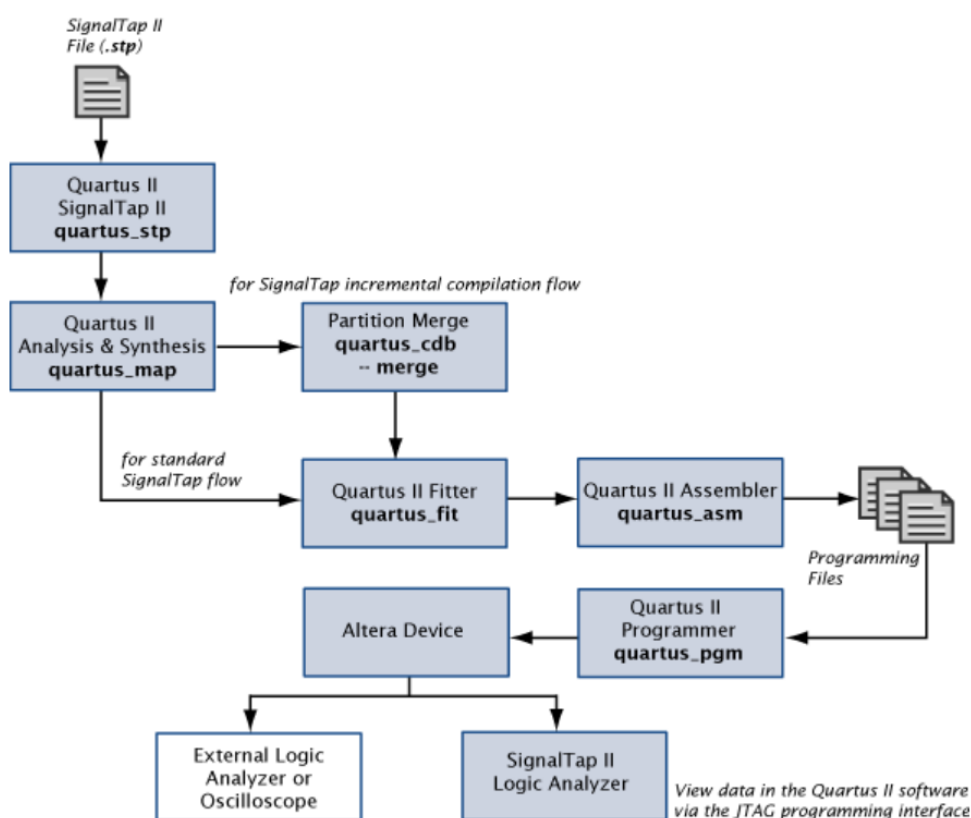 SignalTap II
File (.stp)
Quartus II
SignalTap II
quartus_stp
for SignalTap incremental compilation flow
Quartus II
Analysis & Synthesis
quartus_map
Partition Merge
quartus_cdb
-- merge
for standard
SignalTap flow
Quartus II Fitter
quartus_fit
Quartus II Assembler
quartus_asm
Programming
Files
Altera Device
Quartus II
Programmer
quartus_pgm
External Logic
Analyzer or
Oscilloscope
SignalTap II
Logic Analyzer
View data in the Quartus II software
via the JTAG programming interface